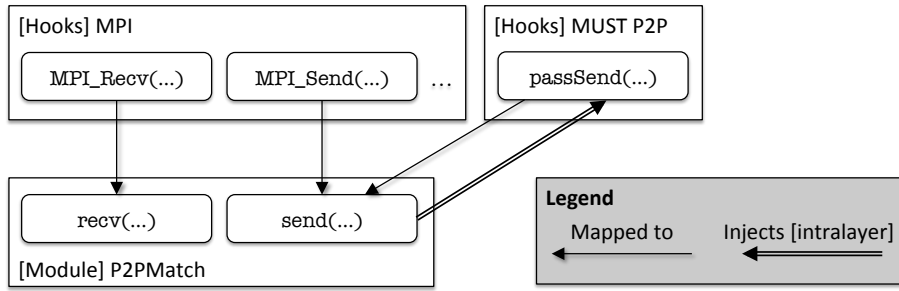 [Hooks] MPI
MPI_Recv(...)
MPI_Send(...)
...
[Hooks] MUST P2P
passSend(...)
recv(...)
send(...)
[Module] P2PMatch
Legend
Mapped to
Injects [intralayer]